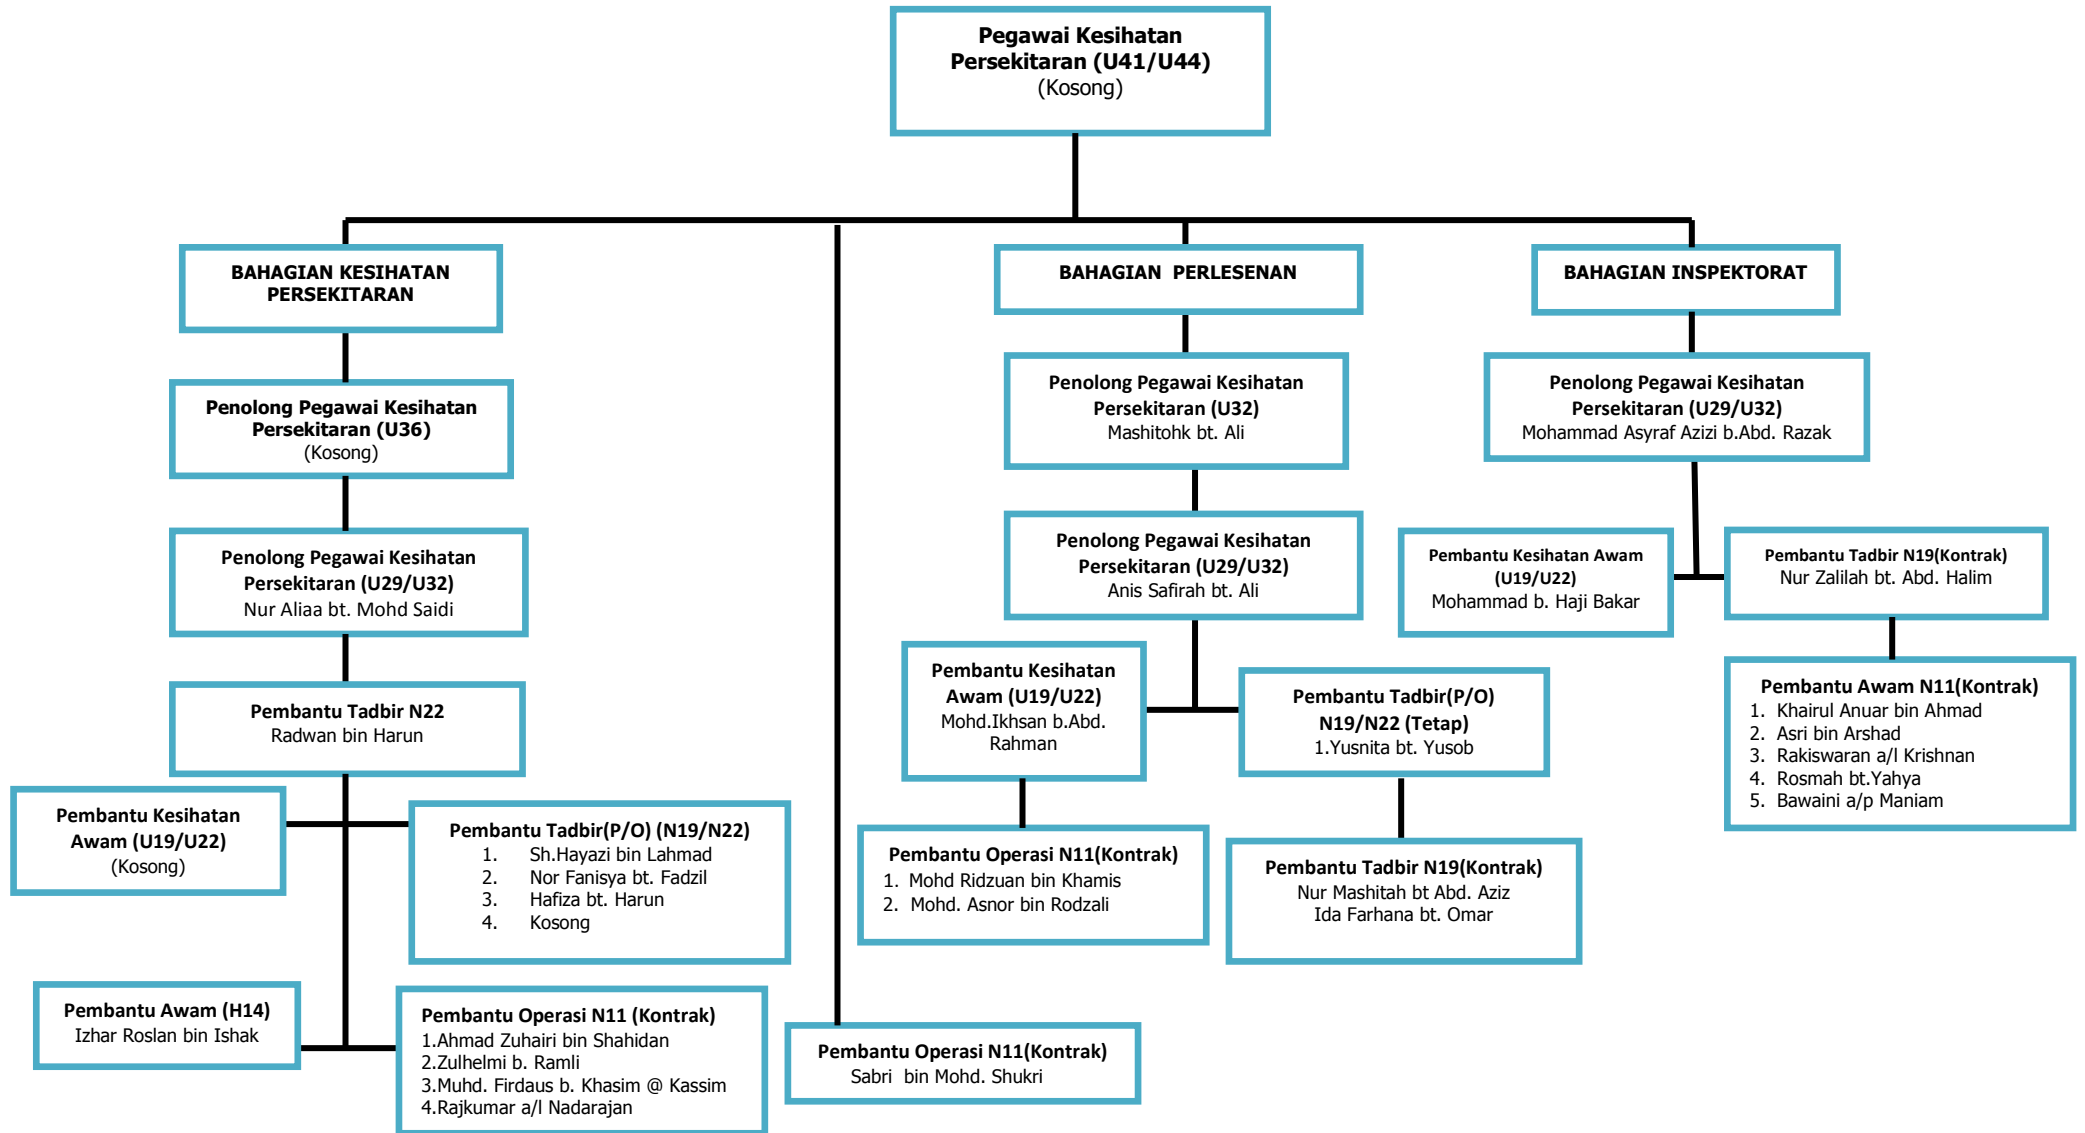 Pegawai Kesihatan
Persekitaran (U41/U44)
(Kosong)
BAHAGIAN KESIHATAN
PERSEKITARAN
Penolong Pegawai Kesihatan
Persekitaran (U36)
(Kosong)
Penolong Pegawai Kesihatan
Persekitaran (U29/U32)
Nur Aliaa bt. Mohd Saidi
Pembantu Tadbir N22
Radwan bin Harun
Pembantu Kesihatan
Awam (U19/U22)
(Kosong)
Pembantu Tadbir(P/O) (N19/N22)
1. Sh.Hayazi bin Lahmad
2. Nor Fanisya bt. Fadzil
3. Hafiza bt. Harun
4. Kosong
Pembantu Awam (H14)
Izhar Roslan bin Ishak
Pembantu Operasi N11 (Kontrak)
1.Ahmad Zuhairi bin Shahidan
2.Zulhelmi b. Ramli
3.Muhd. Firdaus b. Khasim @ Kassim
4.Rajkumar a/l Nadarajan
Pembantu Operasi N11(Kontrak)
Sabri bin Mohd. Shukri
BAHAGIAN PERLESENAN
Penolong Pegawai Kesihatan
Persekitaran (U32)
Mashitohk bt. Ali
Penolong Pegawai Kesihatan
Persekitaran (U29/U32)
Anis Safirah bt. Ali
Pembantu Kesihatan
Awam (U19/U22)
Mohd.Ikhsan b.Abd.
Rahman
Pembantu Tadbir(P/O)
N19/N22 (Tetap)
1.Yusnita bt. Yusob
Pembantu Operasi N11(Kontrak)
1. Mohd Ridzuan bin Khamis
2. Mohd. Asnor bin Rodzali
Pembantu Tadbir N19(Kontrak)
Nur Mashitah bt Abd. Aziz
Ida Farhana bt. Omar
BAHAGIAN INSPEKTORAT
Penolong Pegawai Kesihatan
Persekitaran (U29/U32)
Mohammad Asyraf Azizi b.Abd. Razak
Pembantu Kesihatan Awam
(U19/U22)
Mohammad b. Haji Bakar
Pembantu Tadbir N19(Kontrak)
Nur Zalilah bt. Abd. Halim
Pembantu Awam N11(Kontrak)
1. Khairul Anuar bin Ahmad
2. Asri bin Arshad
3. Rakiswaran a/l Krishnan
4. Rosmah bt.Yahya
5. Bawaini a/p Maniam